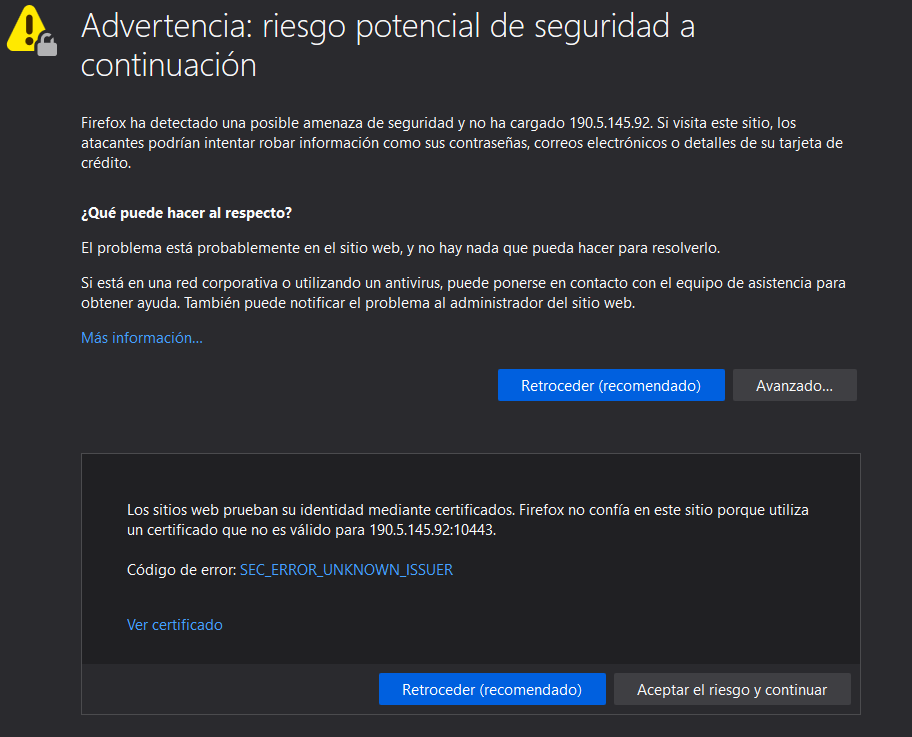 Advertencia: riesgo potencial de seguridad a
continuación
Firefox ha detectado una posible amenaza de seguridad y no ha cargado 190.5.145.92. Si visita este sitio, los
atacantes podrían intentar robar información como sus contraseñas, correos electrónicos o detalles de su tarjeta de
crédito.
¿Qué puede hacer al respecto?
El problema está probablemente en el sitio web, y no hay nada que pueda hacer para resolverlo.
Si está en una red corporativa o utilizando un antivirus, puede ponerse en contacto con el equipo de asistencia para
obtener ayuda. También puede notificar el problema al administrador del sitio web.
Más información...
Retroceder (recomendado) Avanzado...
Los sitios web prueban su identidad mediante certificados. Firefox no confía en este sitio porque utiliza
un certificado que no es válido para 190.5.145.92:10443.
Código de error: SEC_ERROR_UNKNOWN_ISSUER
Ver certificado
Retroceder (recomendado) Aceptar el riesgo y continuar